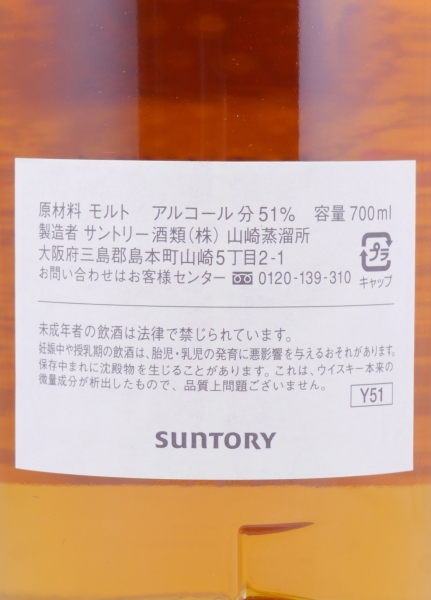 原材料 モルト アルコール分51% 容量700ml
製造者 サントリー酒類(株) 山崎蒸溜所
大阪府三島郡島本町山崎5丁目2-1
お問い合わせはお客様センター 0120-139-310
プラ
キャップ
未成年者の飲酒は法律で禁じられています。
妊娠中や授乳期の飲酒は、胎児・乳児の発育に悪影響を与えるおそれがあります。
保存中まれに沈殿物を生じることがあります。これは、ウイスキー本来の
微量成分が析出したもので、品質上問題ございません。
Y51
SUNTORY